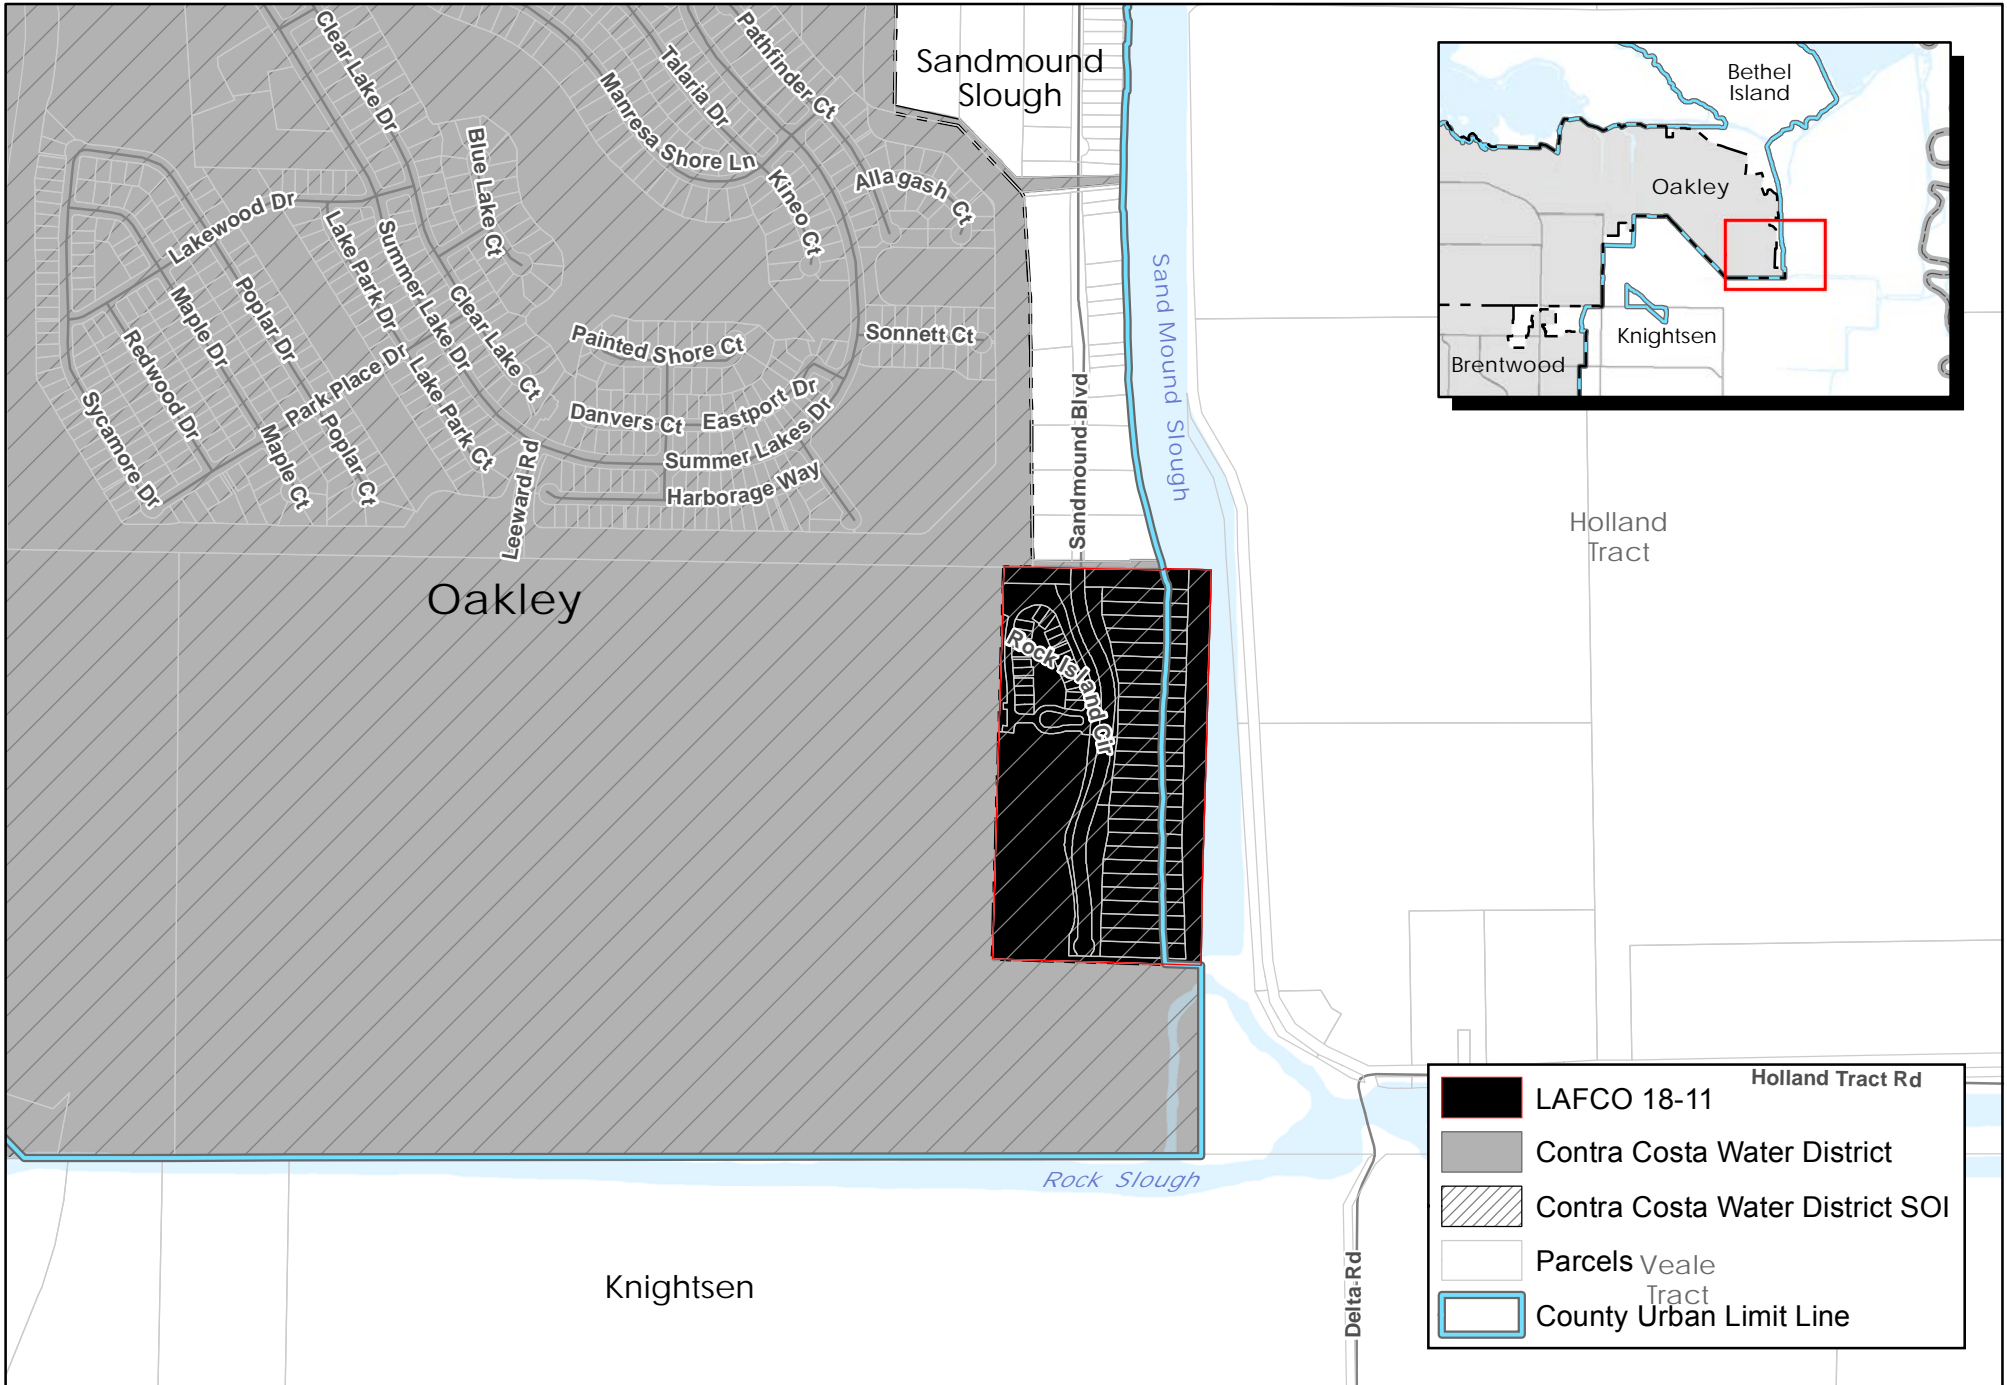 Sandmound
Slough
Clear Lake Dr
Pathfinder Ct
Talaria Dr
Manresa Shore Ln
Blue Lake Ct
Kineo Ct
Allagash Ct
Lakewood Dr
Lake Park Dr
Summer Lake Dr
Clear Lake Ct
Poplar Dr
Maple Dr
Redwood Dr
Sycamore Dr
Park Place Dr
Lake Park Ct
Poplar Ct
Maple Ct
Painted Shore Ct
Sonnett Ct
Danvers Ct
Eastport Dr
Summer Lakes Dr
Harborage Way
Leeward Rd
Sandmound Blvd
Sand Mound Slough
Oakley
Rock Island Cir
Holland
Tract
Bethel
Island
Oakley
Knightsen
Brentwood
Rock Slough
Knightsen
Delta Rd
Holland Tract Rd
LAFCO 18-11
Contra Costa Water District
Contra Costa Water District SOI
Parcels
Veale
Tract
County Urban Limit Line